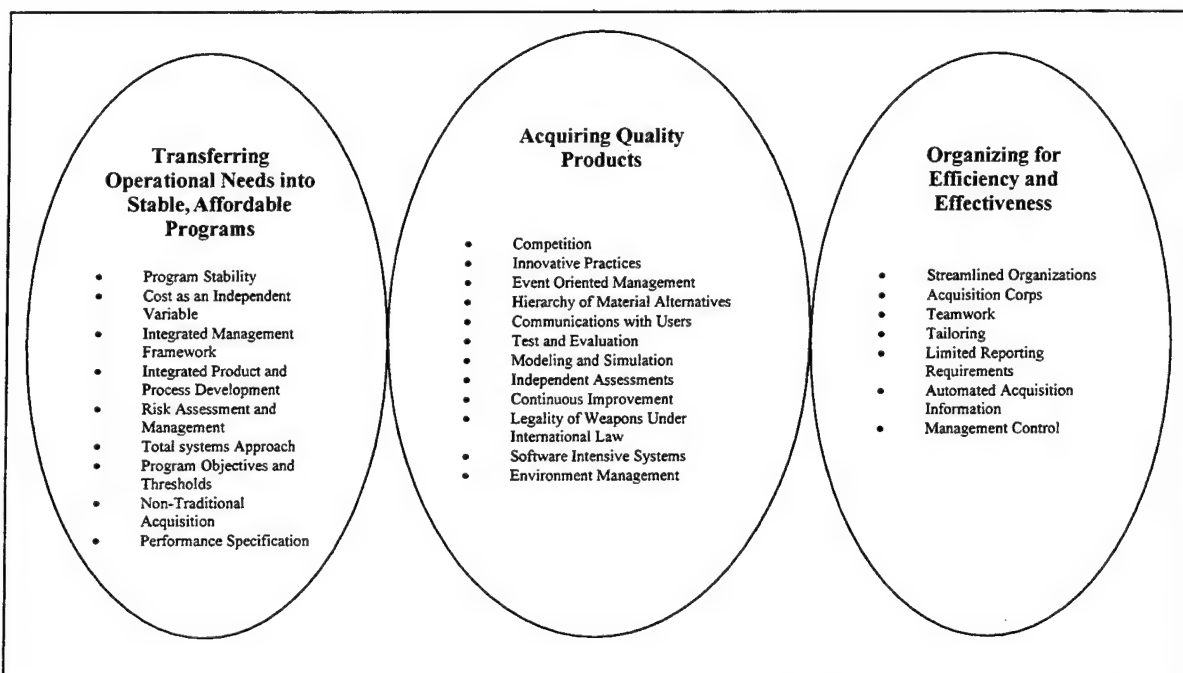 Transferring
Operational Needs into
Stable, Affordable
Programs
• Program Stability
• Cost as an Independent
Variable
• Integrated Management
Framework
• Integrated Product and
Process Development
• Risk Assessment and
Management
• Total systems Approach
• Program Objectives and
Thresholds
• Non-Traditional
Acquisition
• Performance Specification
Acquiring Quality
Products
• Competition
• Innovative Practices
• Event Oriented Management
• Hierarchy of Material Alternatives
• Communications with Users
• Test and Evaluation
• Modeling and Simulation
• Independent Assessments
• Continuous Improvement
• Legality of Weapons Under
International Law
• Software Intensive Systems
• Environment Management
Organizing for
Efficiency and
Effectiveness
• Streamlined Organizations
• Acquisition Corps
• Teamwork
• Tailoring
• Limited Reporting
Requirements
• Automated Acquisition
Information
• Management Control